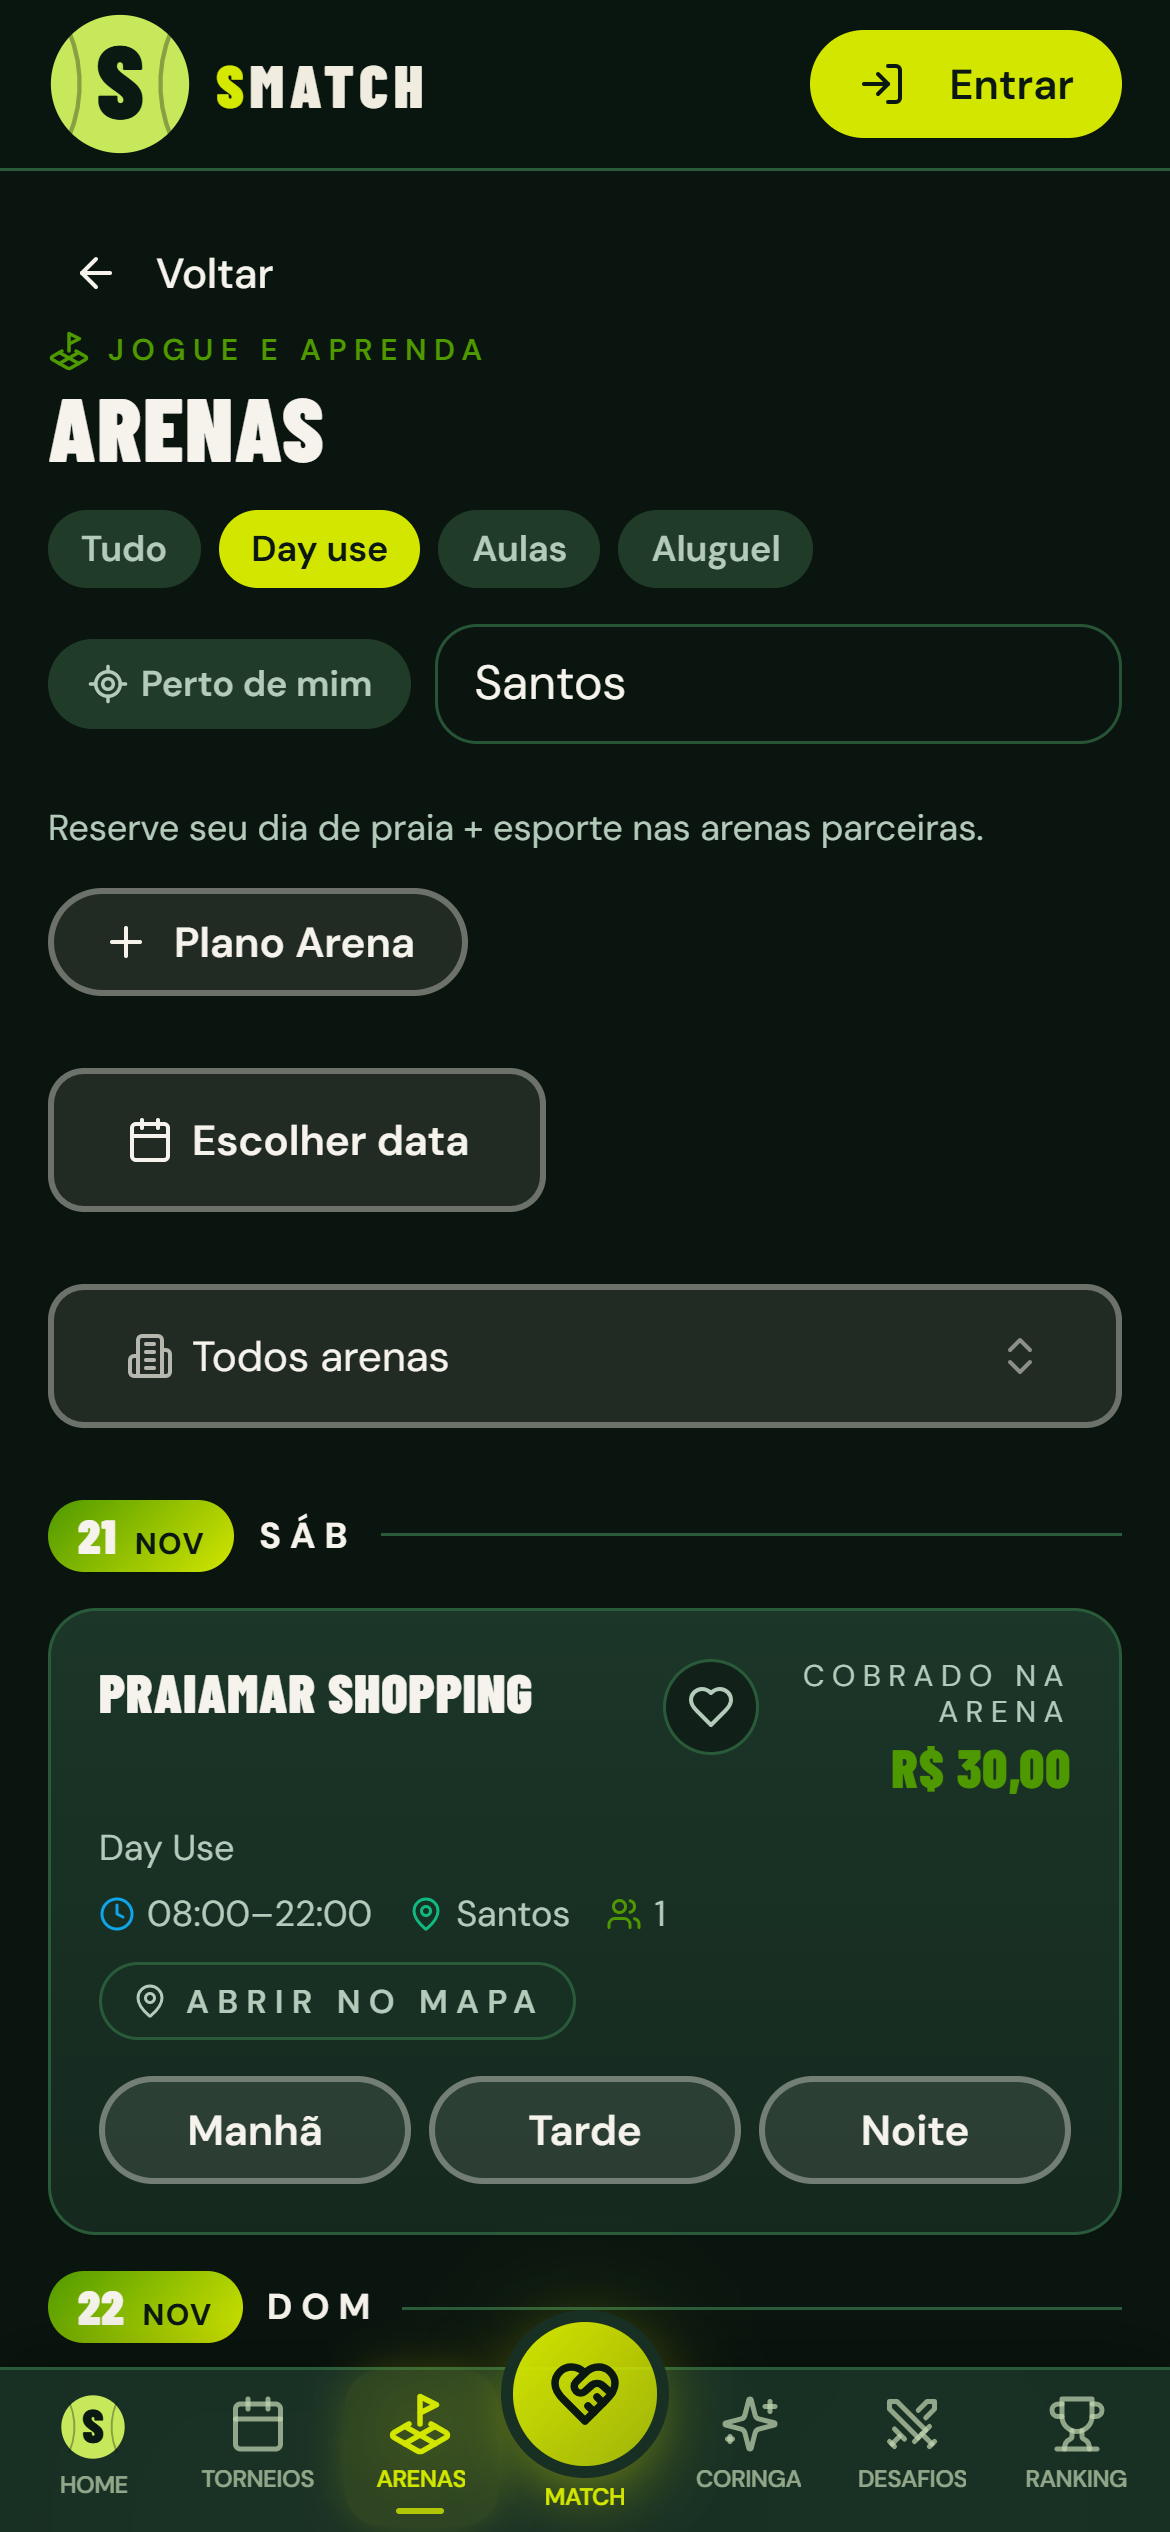 S SMATCH Entrar
Voltar
JOGUE E APRENDA
ARENAS
Tudo Day use Aulas Aluguel
Perto de mim Santos
Reserve seu dia de praia + esporte nas arenas parceiras.
Plano Arena
Escolher data
Todos arenas
21 NOV SÁB
PRAIAMAR SHOPPING
COBRADO NA
ARENA
R$ 30,00
Day Use
08:00–22:00 Santos 1
ABRIR NO MAPA
Manhã Tarde Noite
22 NOV DOM
S
HOME TORNEIOS ARENAS MATCH CORINGA DESAFIOS RANKING